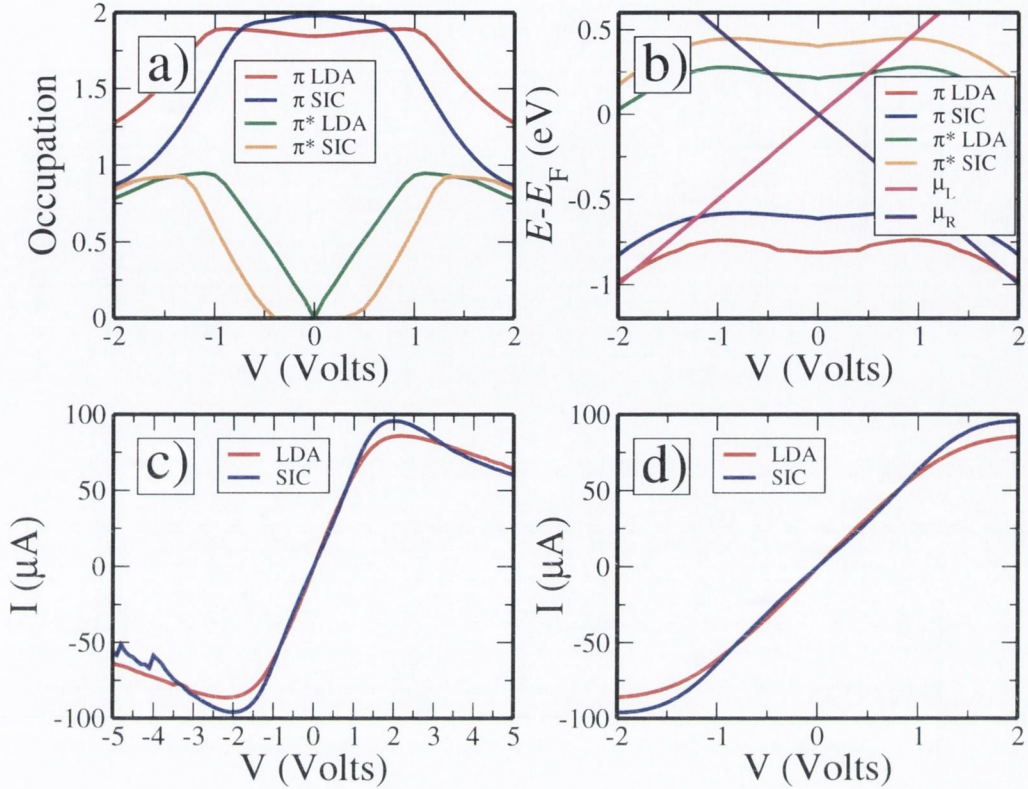 a)
π LDA
π SIC
π* LDA
π* SIC
Occupation
2
1.5
1
0.5
0
-2
-1
0
1
2
V (Volts)
b)
π LDA
π SIC
π* LDA
π* SIC
μL
μR
E-EF (eV)
0.5
0
-0.5
-1
-2
-1
0
1
2
V (Volts)
c)
LDA
SIC
I (μA)
100
50
0
-50
-100
-5
-4
-3
-2
-1
0
1
2
3
4
5
V (Volts)
d)
LDA
SIC
I (μA)
100
50
0
-50
-100
-2
-1
0
1
2
V (Volts)